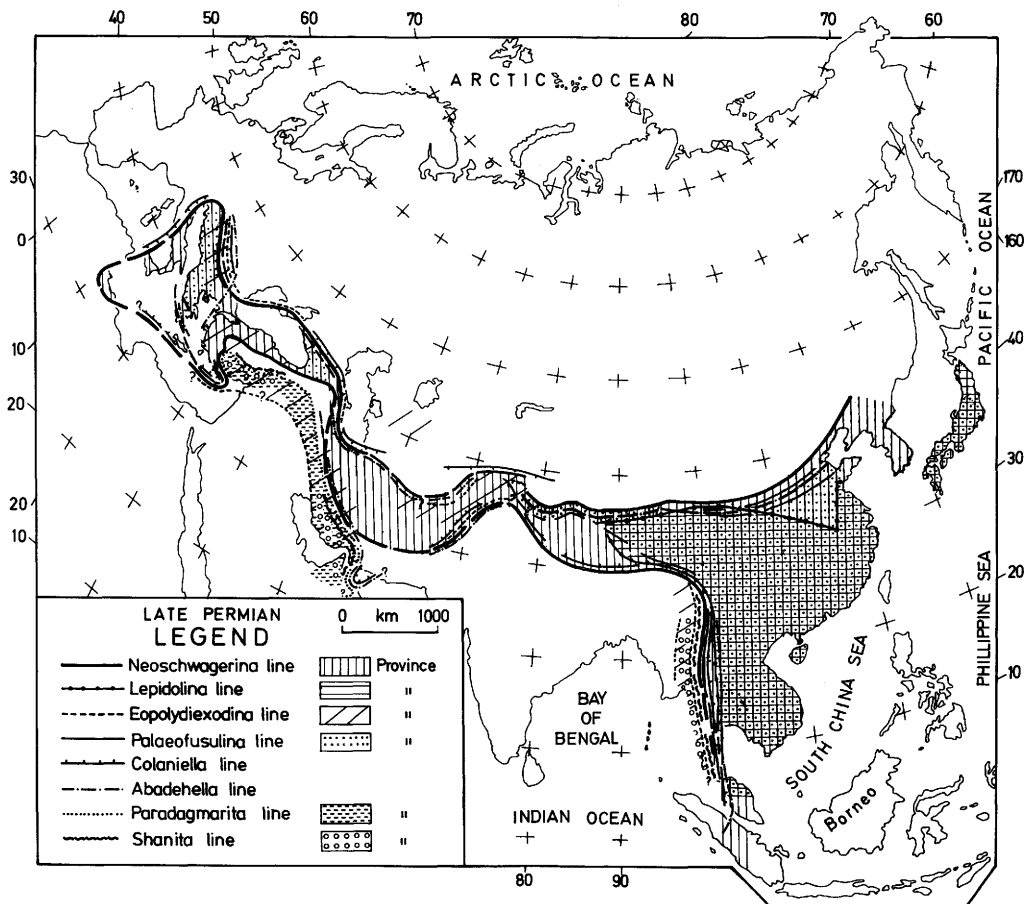 40 50 60 70 80 70 60
ARCTIC OCEAN
30
0
10
20
20
10
170
160
40
30
20
10
PACIFIC OCEAN
PHILLIPPINE SEA
?
?
?
?
LATE PERMIAN
LEGEND
0 km 1000
Neoschwagerina line Province
Lepidolina line "
Eopolydiexodina line "
Palaeofusulina line "
Colaniella line
Abadehella line
Paradagmarita line "
Shanita line "
BAY
OF
BENGAL
SOUTH CHINA SEA
Borneo
INDIAN OCEAN
80 90